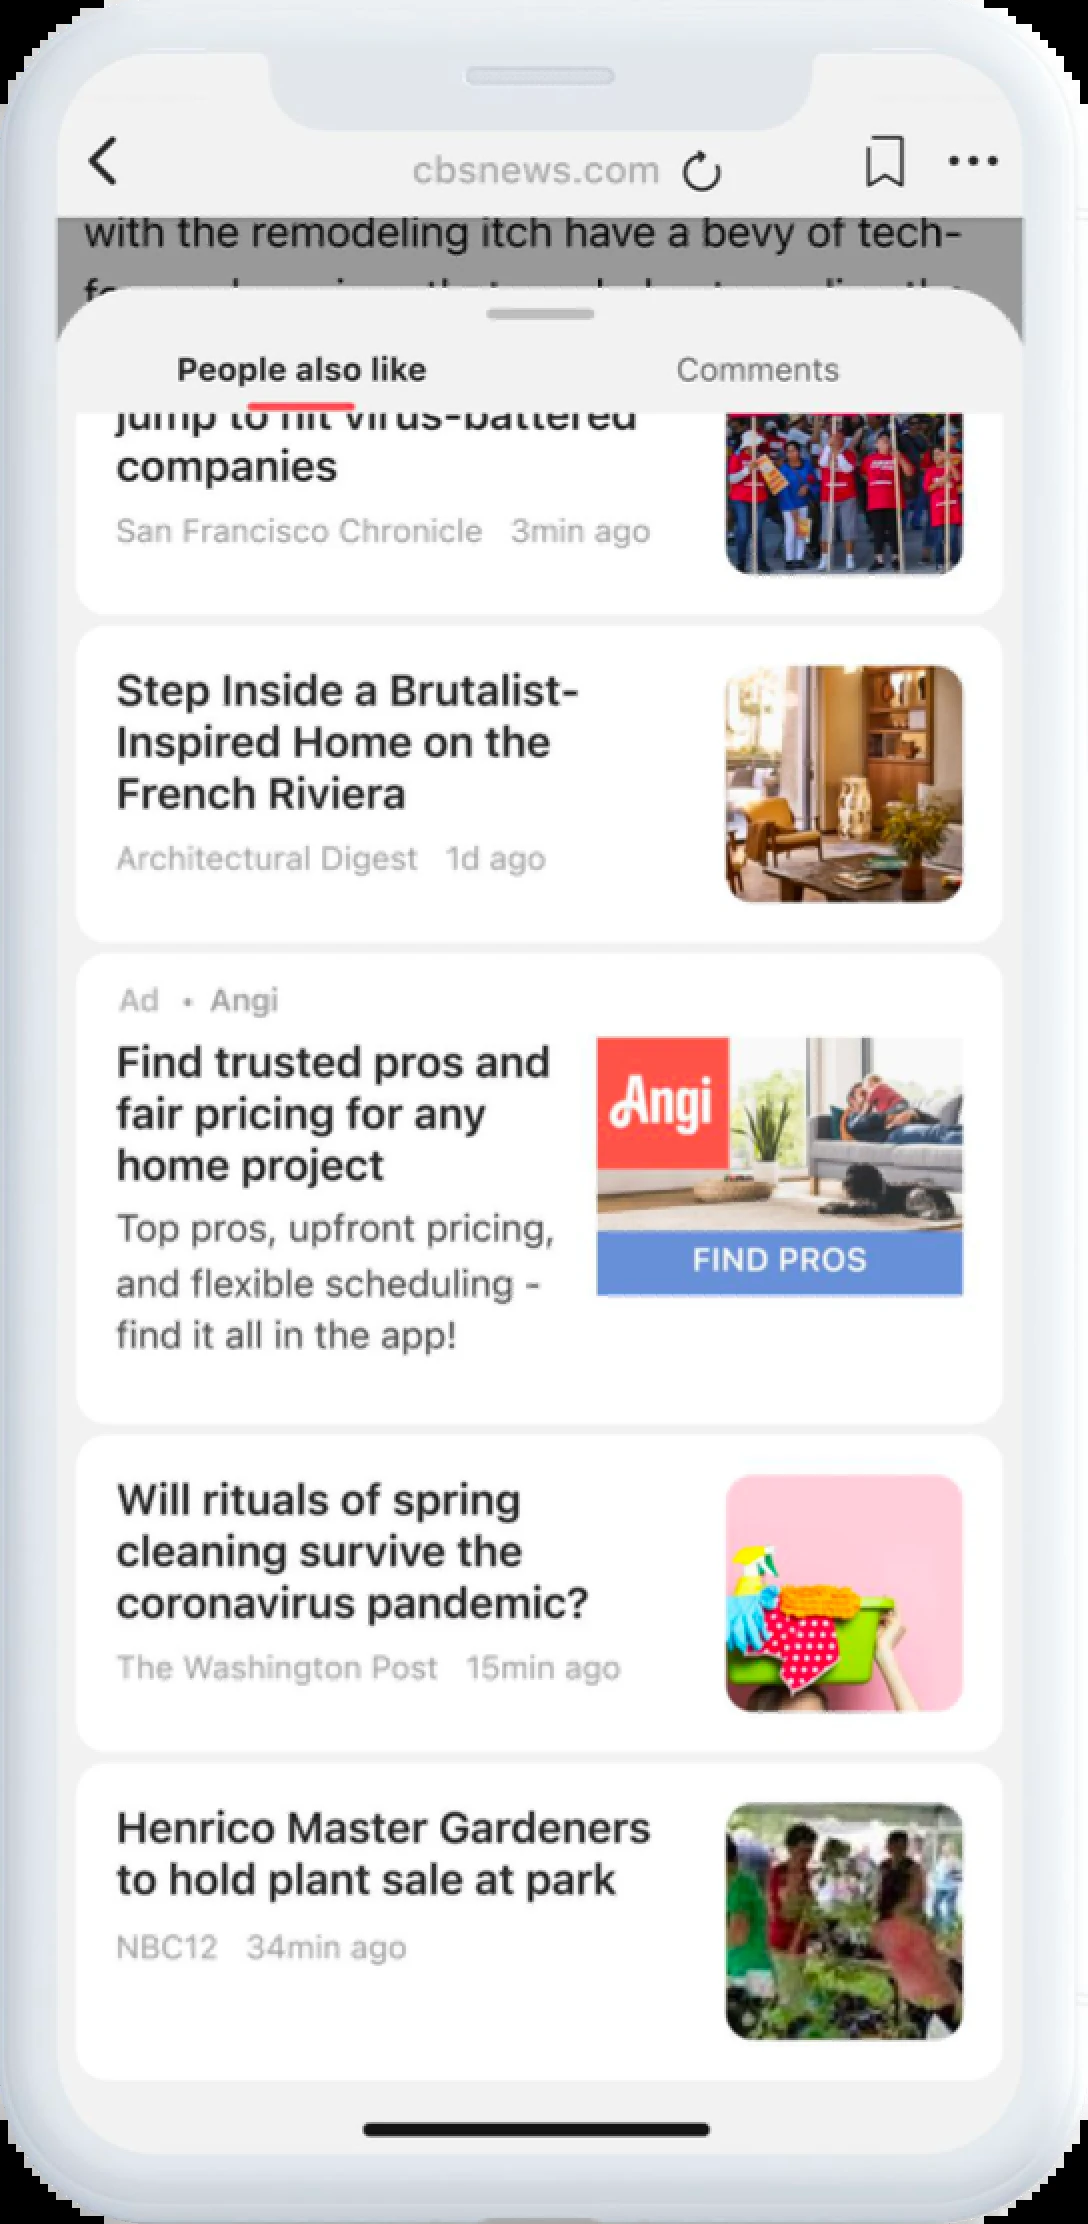 cbsnews.com
with the remodeling itch have a bevy of tech-
People also like
Comments
jump to hit virus-battered
companies
San Francisco Chronicle 3min ago
Step Inside a Brutalist-
Inspired Home on the
French Riviera
Architectural Digest 1d ago
Ad • Angi
Find trusted pros and
fair pricing for any
home project
Top pros, upfront pricing,
and flexible scheduling -
find it all in the app!
Angi
FIND PROS
Will rituals of spring
cleaning survive the
coronavirus pandemic?
The Washington Post 15min ago
Henrico Master Gardeners
to hold plant sale at park
NBC12 34min ago